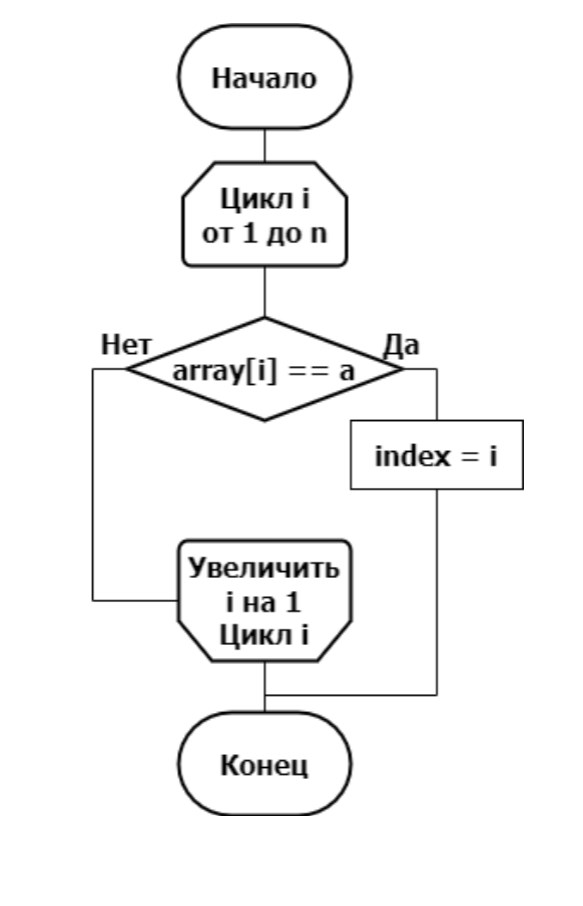 Начало
Цикл i
от 1 до n
Нет
Да
array[i] == a
index = i
Увеличить
i на 1
Цикл i
Конец